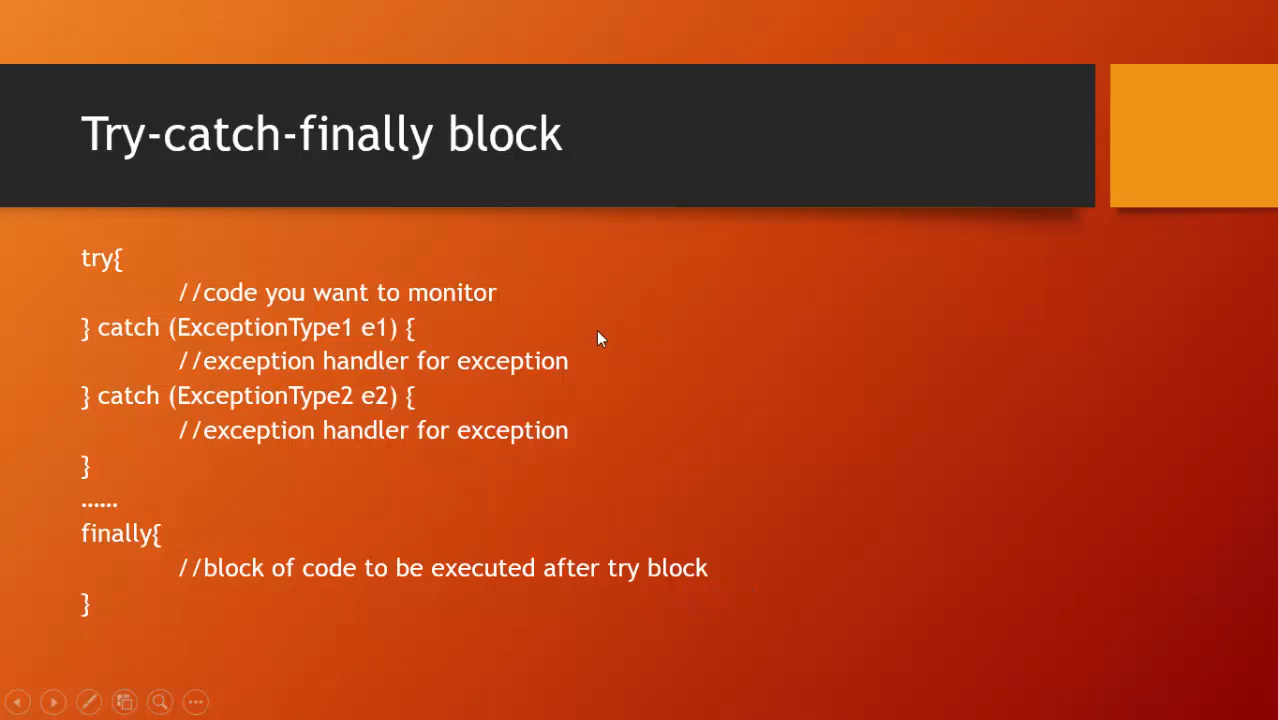 Try-catch-finally block
try{
//code you want to monitor
} catch (ExceptionType1 e1) {
//exception handler for exception
} catch (ExceptionType2 e2) {
//exception handler for exception
}
......
finally{
//block of code to be executed after try block
}